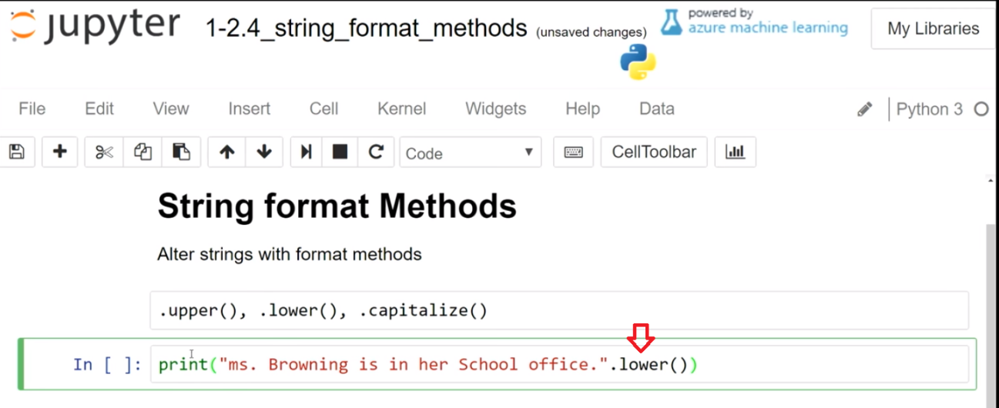 jupyter 1-2.4_string_format_methods (unsaved changes) powered by azure machine learning My Libraries
File Edit View Insert Cell Kernel Widgets Help Data Python 3
Code CellToolbar
String format Methods
Alter strings with format methods
.upper(), .lower(), .capitalize()
In [ ]: print("ms. Browning is in her School office.".lower())